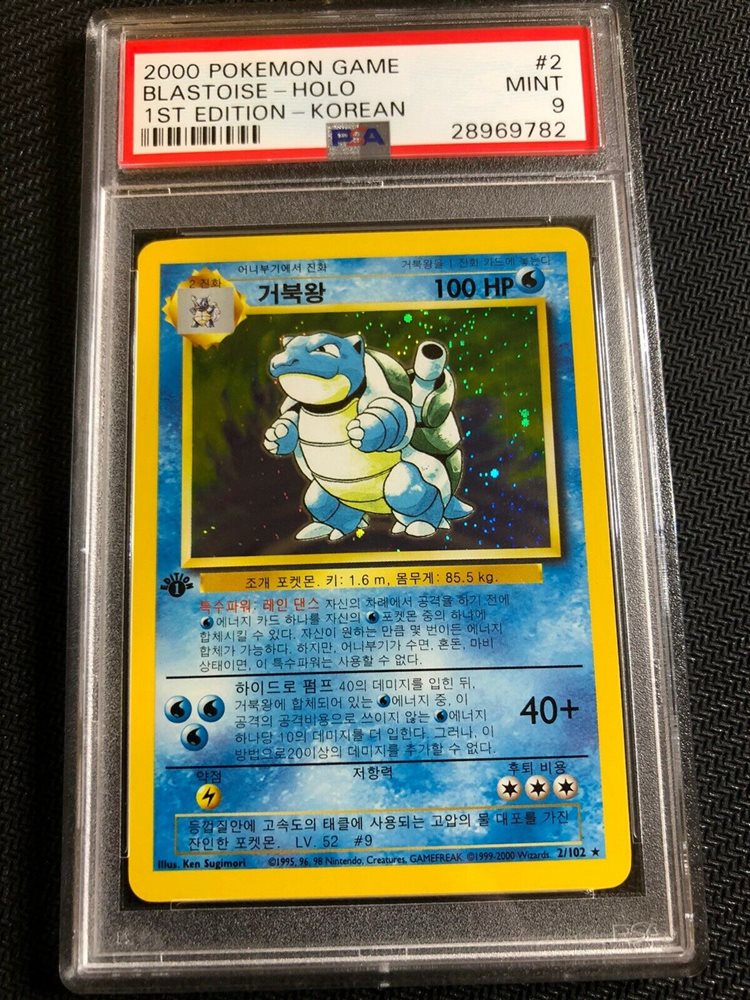 2000 POKEMON GAME #2
BLASTOISE - HOLO MINT
1ST EDITION - KOREAN 9
PSA 28969782
어니부기에서 진화 거북왕을 1 진화 카드에 놓는다
2 진화
거북왕 100 HP
조개 포켓몬. 키: 1.6 m, 몸무게: 85.5 kg.
EDITION 1
특수파워: 레인 댄스 자신의 차례에서 공격을 하기 전에
에너지 카드 하나를 자신의 포켓몬 중의 하나에
합체시킬 수 있다. 자신이 원하는 만큼 몇 번이든 에너지
합체가 가능하다. 하지만, 어니부기가 수면, 혼돈, 마비
상태이면, 이 특수파워는 사용할 수 없다.
하이드로 펌프 40의 데미지를 입힌 뒤,
거북왕에 합체되어 있는 에너지 중, 이
공격의 공격비용으로 쓰이지 않는 에너지
하나당 10의 데미지를 더 입힌다. 그러나, 이
방법으로20이상의 데미지를 추가할 수 없다.
40+
약점 저항력 후퇴 비용
등껍질안에 고속도의 태클에 사용되는 고압의 물 대포를 가진
잔인한 포켓몬. LV. 52 #9
Illus. Ken Sugimori ©1995, 96, 98 Nintendo, Creatures, GAMEFREAK. ©1999-2000 Wizards. 2/102 ★